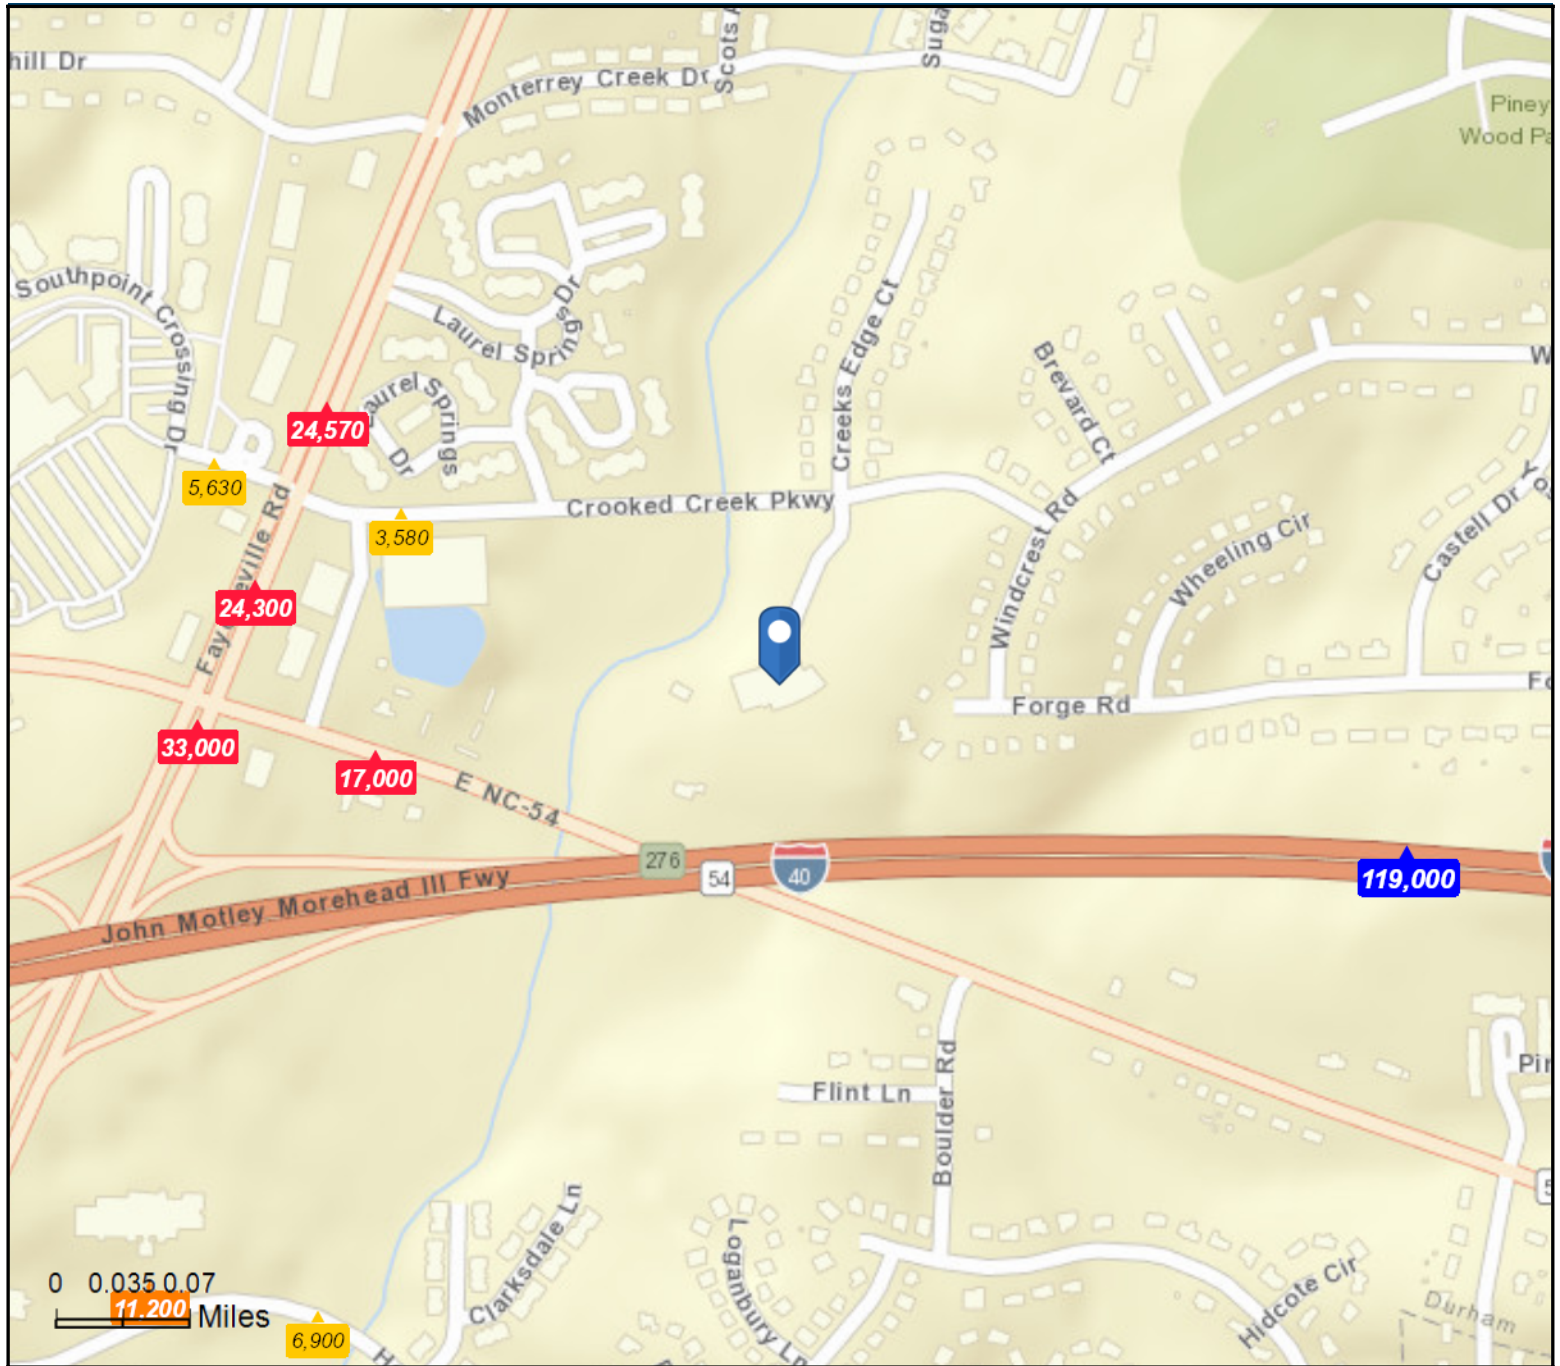 hill Dr
Monterrey Creek Dr
Scots
Suga
Piney
Wood Pa
Southpoint Crossing Dr
Laurel Springs Dr
Creeks Edge Ct
Brevard Ct
W
24,570
Laurel Springs Dr
5,630
3,580
Crooked Creek Pkwy
Windcrest Rd
Wheeling Cir
Castell Dr
Yos
24,300
Fayetteville Rd
Forge Rd
Fo
33,000
17,000
E NC-54
276
54
40
119,000
John Motley Morehead III Fwy
Flint Ln
Boulder Rd
Pin
5
Clarksdale Ln
Loganbury Ln
Hidcote Cir
Durham
0 0.035 0.07
Miles
11,200
6,900
H